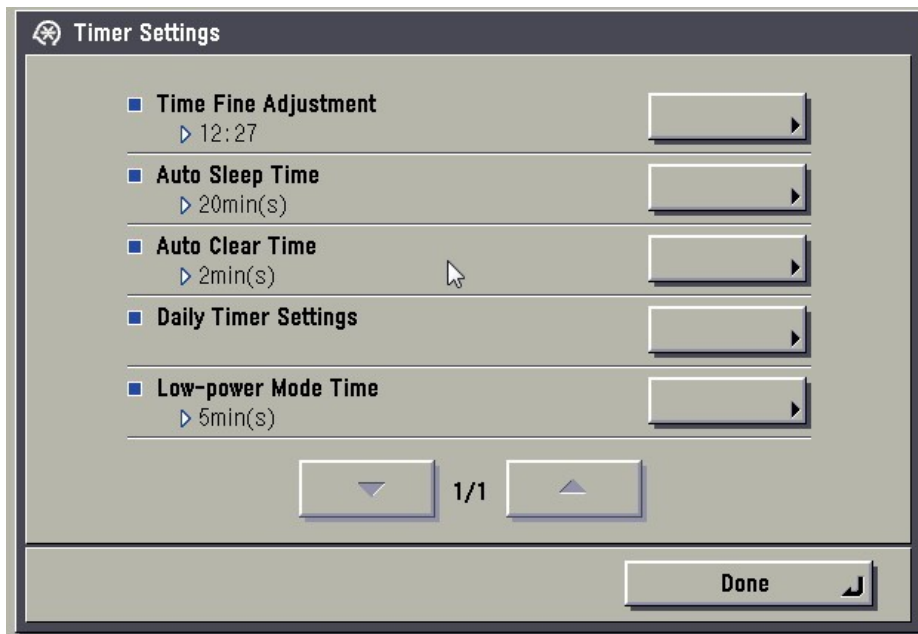 Timer Settings
Time Fine Adjustment
12:27
Auto Sleep Time
20min(s)
Auto Clear Time
2min(s)
Daily Timer Settings
Low-power Mode Time
5min(s)
1/1
Done